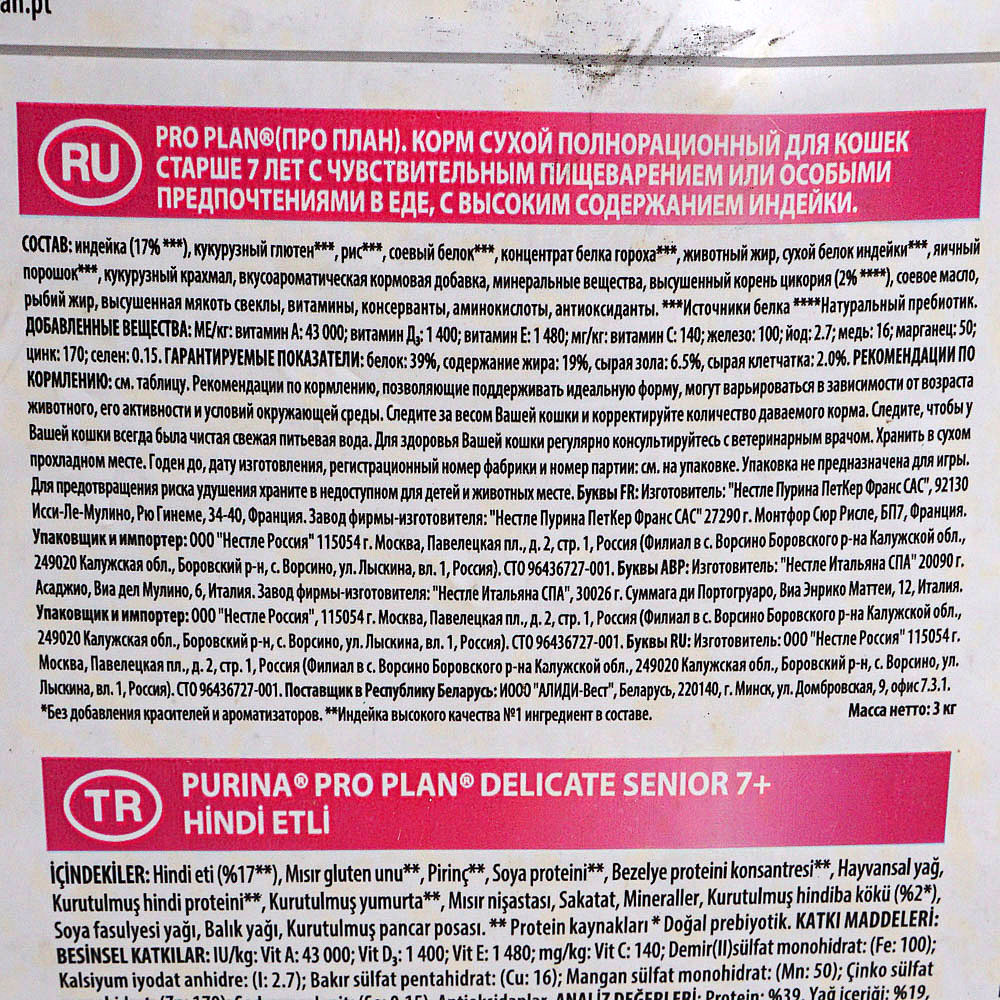 an.pt
RU
PRO PLAN®(ПРО ПЛАН). КОРМ СУХОЙ ПОЛНОРАЦИОННЫЙ ДЛЯ КОШЕК
СТАРШЕ 7 ЛЕТ С ЧУВСТВИТЕЛЬНЫМ ПИЩЕВАРЕНИЕМ ИЛИ ОСОБЫМИ
ПРЕДПОЧТЕНИЯМИ В ЕДЕ, С ВЫСОКИМ СОДЕРЖАНИЕМ ИНДЕЙКИ.
СОСТАВ: индейка (17% ***), кукурузный глютен***, рис***, соевый белок***, концентрат белка гороха***, животный жир, сухой белок индейки***, яичный
порошок***, кукурузный крахмал, вкусоароматическая кормовая добавка, минеральные вещества, высушенный корень цикория (2% ****), соевое масло,
рыбий жир, высушенная мякоть свеклы, витамины, консерванты, аминокислоты, антиоксиданты. ***Источники белка ****Натуральный пребиотик.
ДОБАВЛЕННЫЕ ВЕЩЕСТВА: МЕ/кг: витамин А: 43 000; витамин Д₃: 1 400; витамин Е: 1 480; мг/кг: витамин С: 140; железо: 100; йод: 2.7; медь: 16; марганец: 50;
цинк: 170; селен: 0.15. ГАРАНТИРУЕМЫЕ ПОКАЗАТЕЛИ: белок: 39%, содержание жира: 19%, сырая зола: 6.5%, сырая клетчатка: 2.0%. РЕКОМЕНДАЦИИ ПО
КОРМЛЕНИЮ: см. таблицу. Рекомендации по кормлению, позволяющие поддерживать идеальную форму, могут варьироваться в зависимости от возраста
животного, его активности и условий окружающей среды. Следите за весом Вашей кошки и корректируйте количество даваемого корма. Следите, чтобы у
Вашей кошки всегда была чистая свежая питьевая вода. Для здоровья Вашей кошки регулярно консультируйтесь с ветеринарным врачом. Хранить в сухом
прохладном месте. Годен до, дату изготовления, регистрационный номер фабрики и номер партии: см. на упаковке. Упаковка не предназначена для игры.
Для предотвращения риска удушения храните в недоступном для детей и животных месте. Буквы FR: Изготовитель: "Нестле Пурина ПетКер Франс САС", 92130
Исси-Ле-Мулино, Рю Гинеме, 34-40, Франция. Завод фирмы-изготовителя: "Нестле Пурина ПетКер Франс САС" 27290 г. Монтфор Сюр Рисле, БП7, Франция.
Упаковщик и импортер: ООО "Нестле Россия" 115054 г. Москва, Павелецкая пл., д. 2, стр. 1, Россия (Филиал в с. Ворсино Боровского р-на Калужской обл.,
249020 Калужская обл., Боровский р-н, с. Ворсино, ул. Лыскина, вл. 1, Россия). СТО 96436727-001. Буквы АВР: Изготовитель: "Нестле Итальяна СПА" 20090 г.
Асаджио, Виа дел Мулино, 6, Италия. Завод фирмы-изготовителя: "Нестле Итальяна СПА", 30026 г. Суммага ди Портогруаро, Виа Энрико Маттеи, 12, Италия.
Упаковщик и импортер: ООО "Нестле Россия", 115054 г. Москва, Павелецкая пл., д. 2, стр. 1, Россия (Филиал в с. Ворсино Боровского р-на Калужской обл.,
249020 Калужская обл., Боровский р-н, с. Ворсино, ул. Лыскина, вл. 1, Россия). СТО 96436727-001. Буквы RU: Изготовитель: ООО "Нестле Россия" 115054 г.
Москва, Павелецкая пл., д. 2, стр. 1, Россия (Филиал в с. Ворсино Боровского р-на Калужской обл., 249020 Калужская обл., Боровский р-н, с. Ворсино, ул.
Лыскина, вл. 1, Россия). СТО 96436727-001. Поставщик в Республику Беларусь: ИООО "АЛИДИ-Вест", Беларусь, 220140, г. Минск, ул. Домбровская, 9, офис 7.3.1.
*Без добавления красителей и ароматизаторов. **Индейка высокого качества №1 ингредиент в составе. Масса нетто: 3 кг
TR
PURINA® PRO PLAN® DELICATE SENIOR 7+
HİNDİ ETLİ
İÇİNDEKİLER: Hindi eti (%17**), Mısır gluten unu**, Pirinç**, Soya proteini**, Bezelye proteini konsantresi**, Hayvansal yağ,
Kurutulmuş hindi proteini**, Kurutulmuş yumurta**, Mısır nişastası, Sakatat, Mineraller, Kurutulmuş hindiba kökü (%2*),
Soya fasulyesi yağı, Balık yağı, Kurutulmuş pancar posası. ** Protein kaynakları * Doğal prebiyotik. KATKI MADDELERİ:
BESİNSEL KATKILAR: IU/kg: Vit A: 43 000; Vit D₃: 1 400; Vit E: 1 480; mg/kg: Vit C: 140; Demir(II)sülfat monohidrat: (Fe: 100);
Kalsiyum iyodat anhidre: (I: 2.7); Bakır sülfat pentahidrat: (Cu: 16); Mangan sülfat monohidrat: (Mn: 50); Çinko sülfat
ANALİZ DEĞERLERİ: Protein: %39, Yağ içeriği: %19,